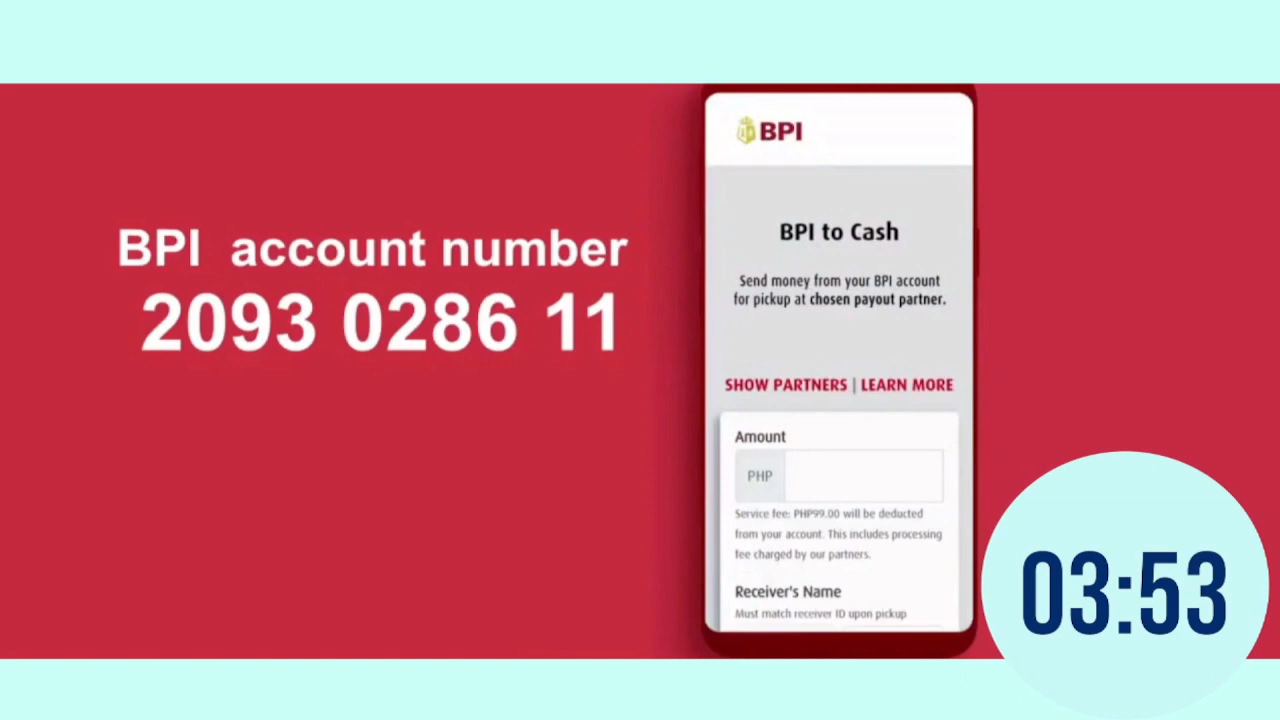 BPI account number
2093 0286 11
BPI
BPI to Cash
Send money from your BPI account
for pickup at chosen payout partner.
SHOW PARTNERS | LEARN MORE
Amount
PHP
Service fee: PHP99.00 will be deducted
from your account. This includes processing
fee charged by our partners.
Receiver's Name
Must match receiver ID upon pickup
03:53